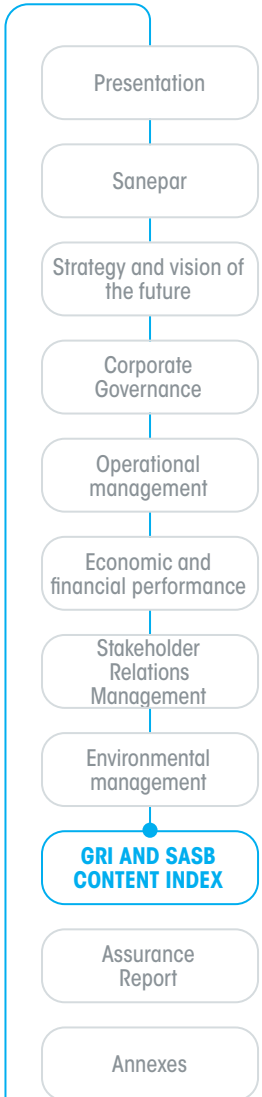 Presentation
Sanepar
Strategy and vision of
the future
Corporate
Governance
Operational
management
Economic and
financial performance
Stakeholder
Relations
Management
Environmental
management
GRI AND SASB
CONTENT INDEX
Assurance
Report
Annexes